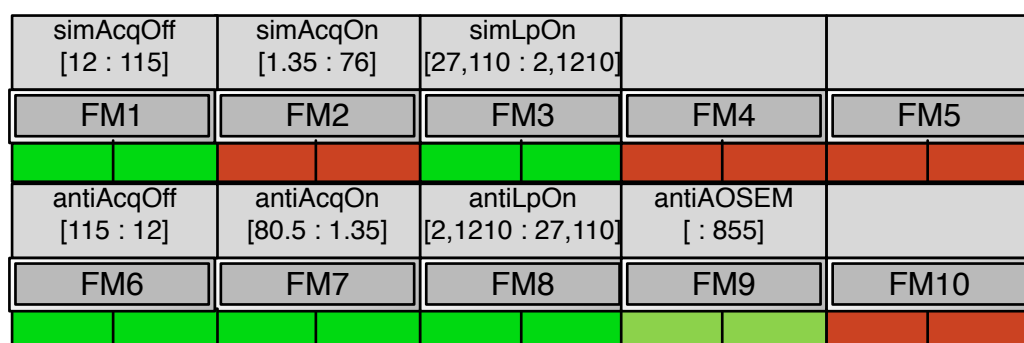 simAcqOff simAcqOn simLpOn
[12 : 115] [1.35 : 76] [27,110 : 2,1210]
FM1 FM2 FM3 FM4 FM5
antiAcqOff antiAcqOn antiLpOn antiAOSEM
[115 : 12] [80.5 : 1.35] [2,1210 : 27,110] [ : 855]
FM6 FM7 FM8 FM9 FM10